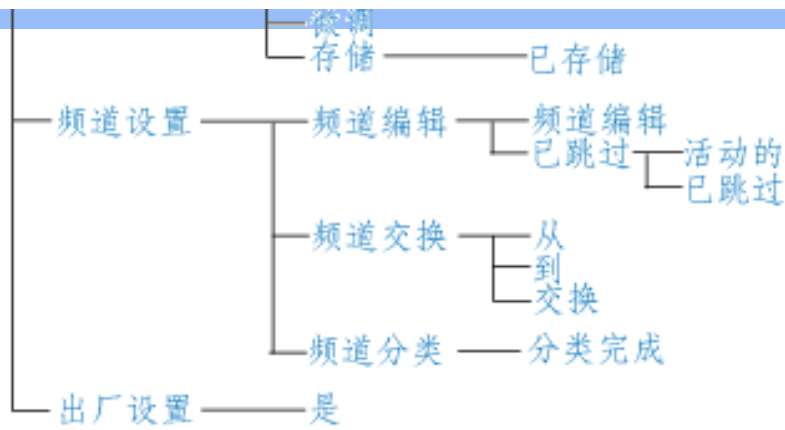 微调
存储 已存储
频道设置 频道编辑 频道编辑
已跳过 活动的
已跳过
频道交换 从
到
交换
频道分类 分类完成
出厂设置 是